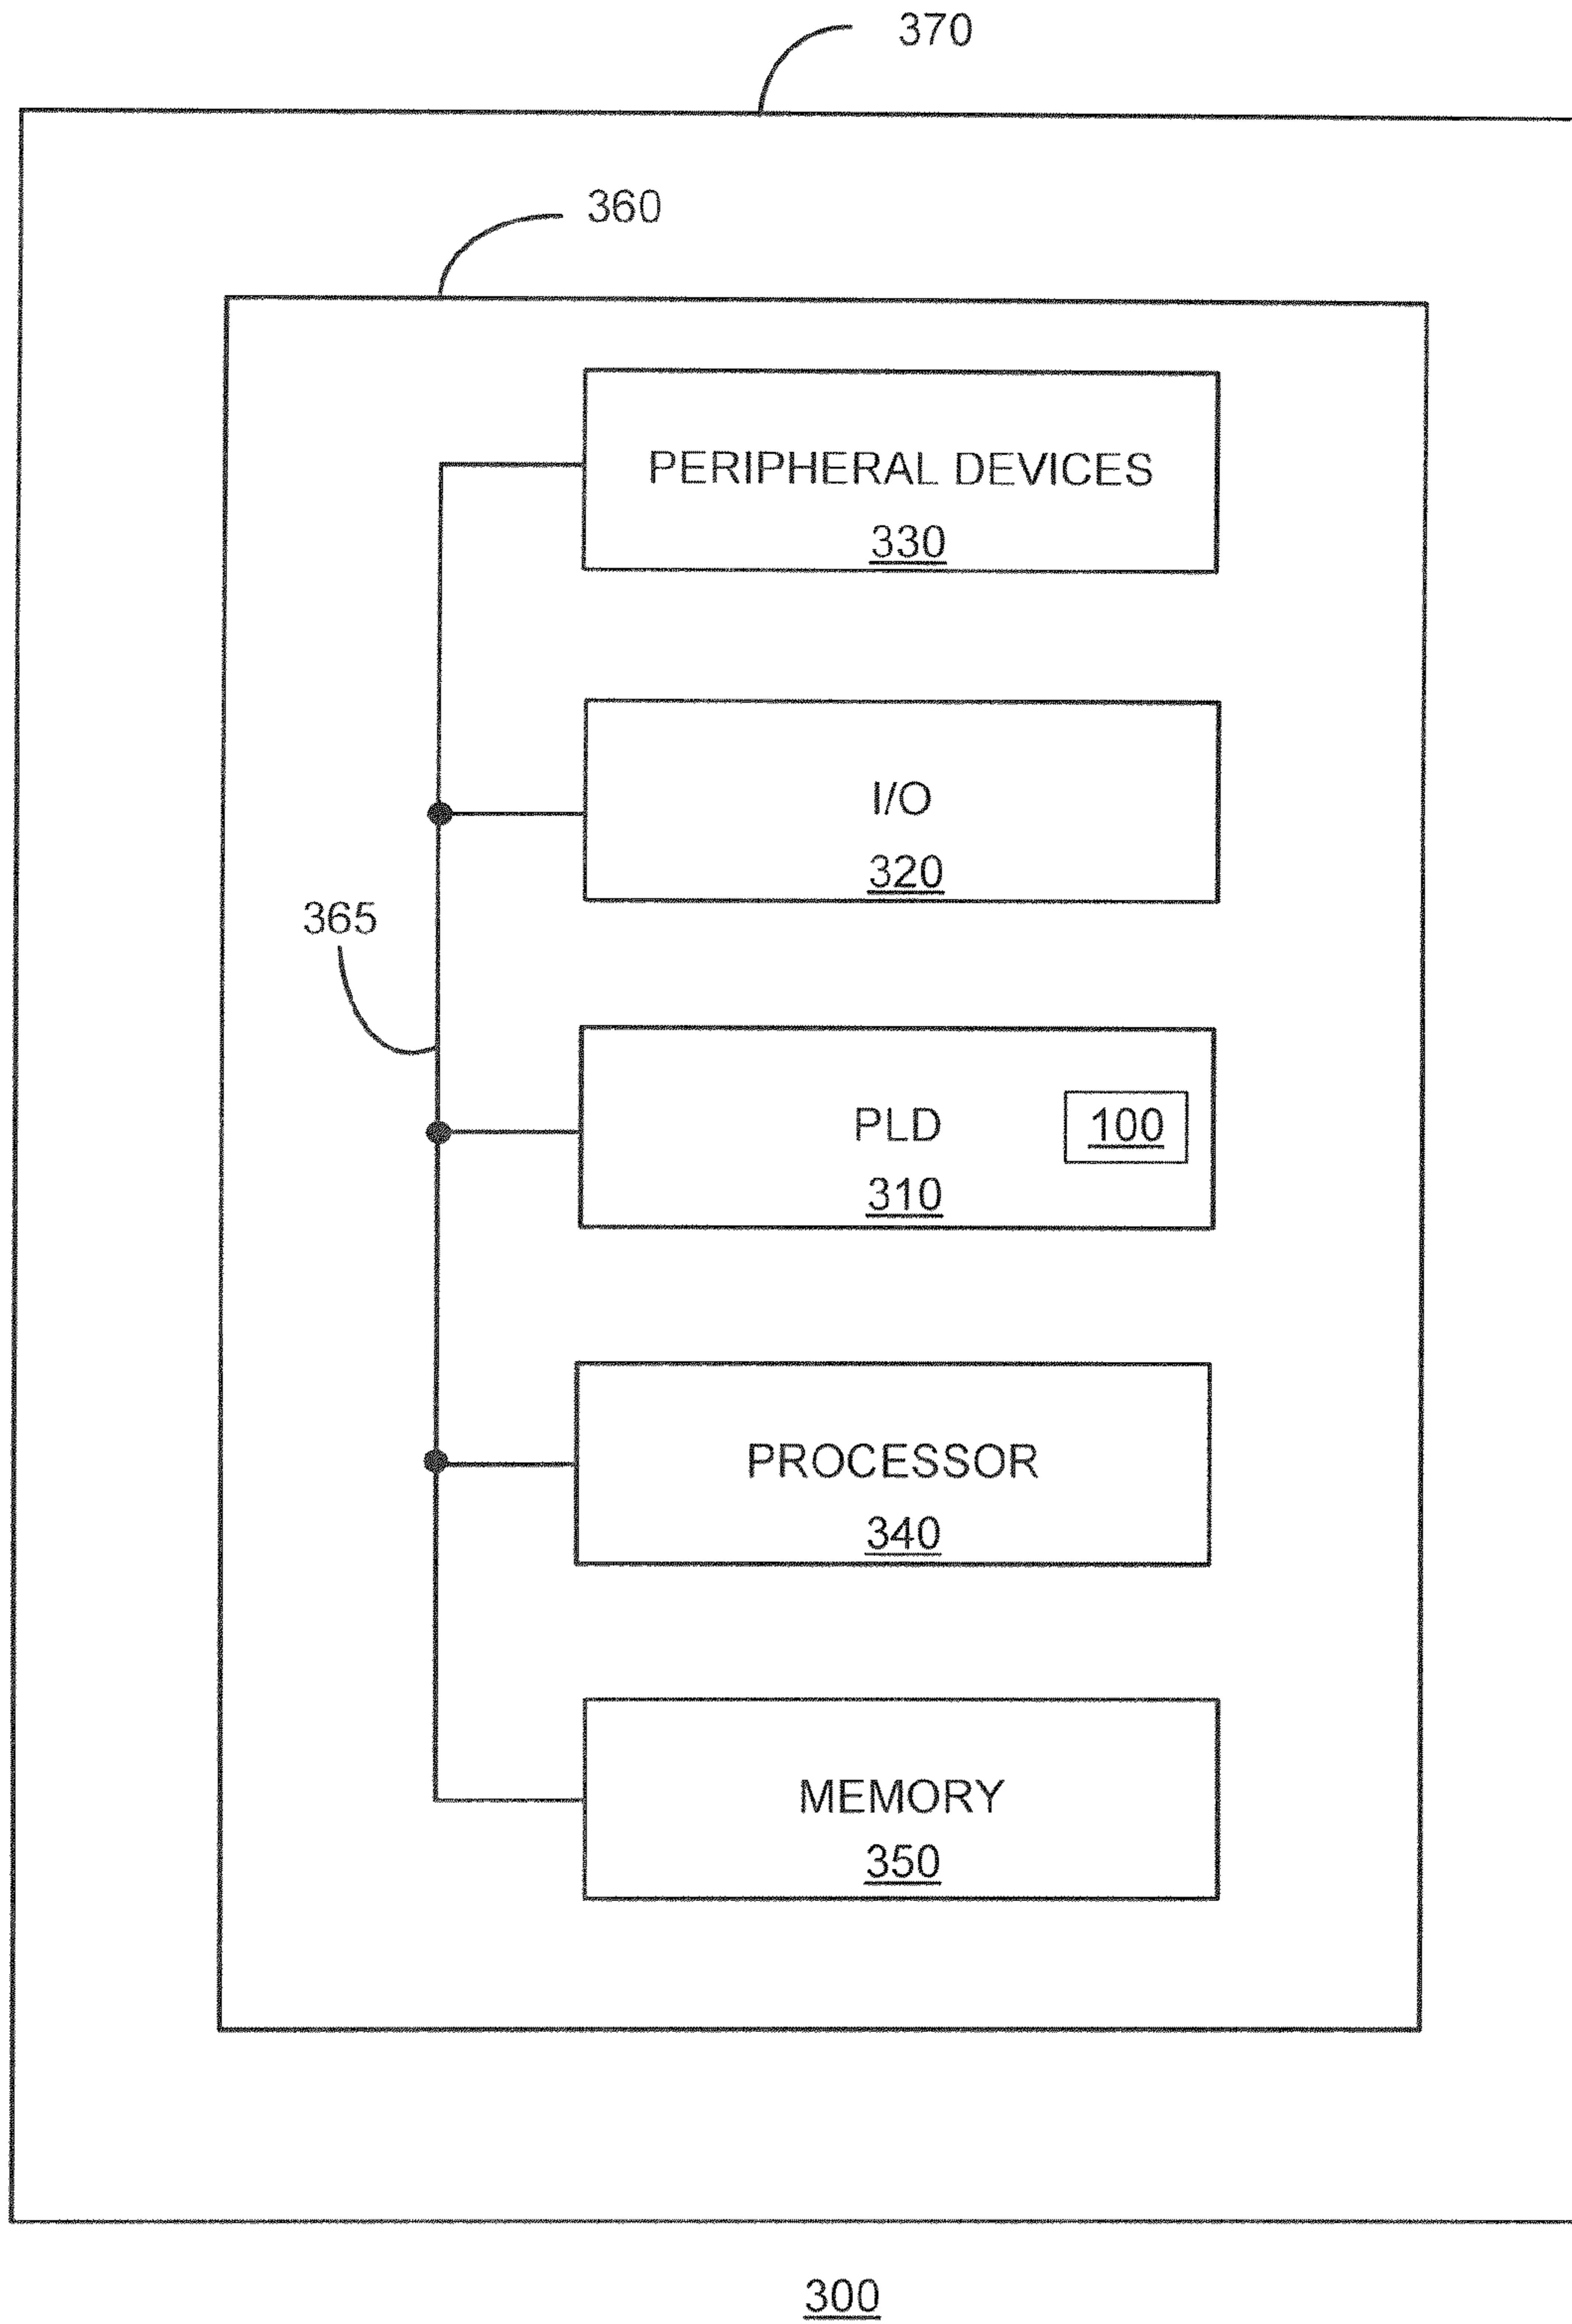 370
360
PERIPHERAL DEVICES
330
I/O
320
365
PLD
100
310
PROCESSOR
340
MEMORY
350
300